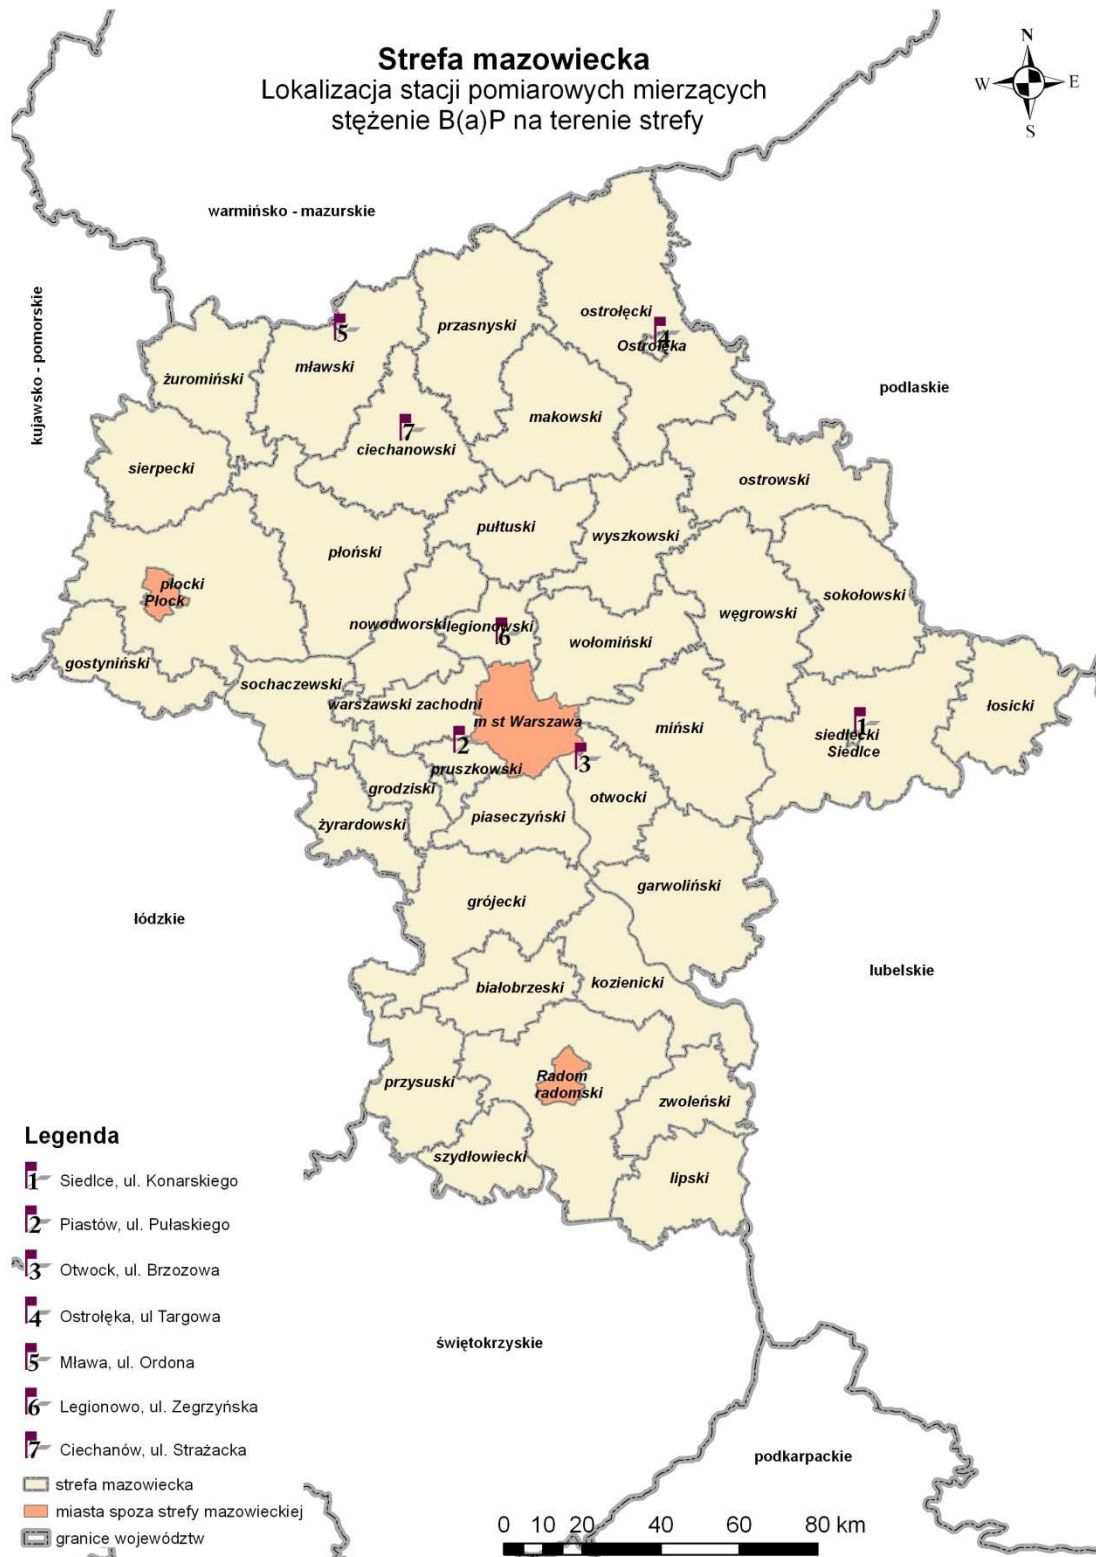 Strefa mazowiecka
Lokalizacja stacji pomiarowych mierzących
stężenie B(a)P na terenie strefy
N
W
E
S
warmińsko - mazurskie
kujawsko - pomorskie
podlaskie
łódzkie
lubelskie
świętokrzyskie
podkarpackie
ostrołęcki
4
Ostrołęka
przasnyski
5
mławski
żuromiński
makowski
7
ciechanowski
sierpecki
ostrowski
pułtuski
wyszkowski
płoński
płocki
Płock
sokołowski
węgrowski
nowodworski
legionowski
6
wołomiński
gostyniński
sochaczewski
warszawski zachodni
m st Warszawa
miński
łosicki
1
siedlecki
Siedlce
2
pruszkowski
3
otwocki
grodziski
żyrardowski
piaseczyński
garwoliński
grójecki
białobrzeski
kozienicki
przysuski
Radom
radomski
zwoleński
szydłowiecki
lipski
Legenda
1 Siedlce, ul. Konarskiego
2 Piastów, ul. Pułaskiego
3 Otwock, ul. Brzozowa
4 Ostrołęka, ul Targowa
5 Mława, ul. Ordona
6 Legionowo, ul. Zegrzyńska
7 Ciechanów, ul. Strażacka
strefa mazowiecka
miasta spoza strefy mazowieckiej
granice województw
0 10 20 40 60 80 km